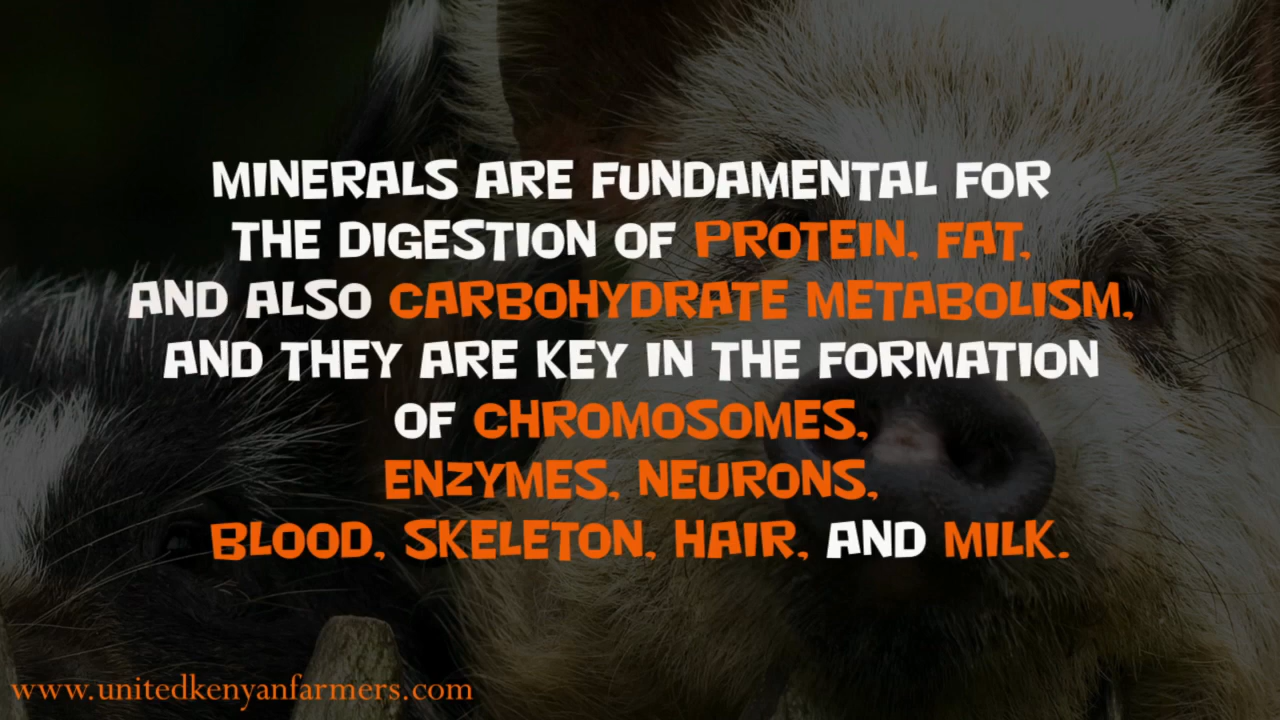 MINERALS ARE FUNDAMENTAL FOR
THE DIGESTION OF PROTEIN, FAT,
AND ALSO CARBOHYDRATE METABOLISM,
AND THEY ARE KEY IN THE FORMATION
OF CHROMOSOMES,
ENZYMES, NEURONS,
BLOOD, SKELETON, HAIR, AND MILK.
www.unitedkenyanfarmers.com